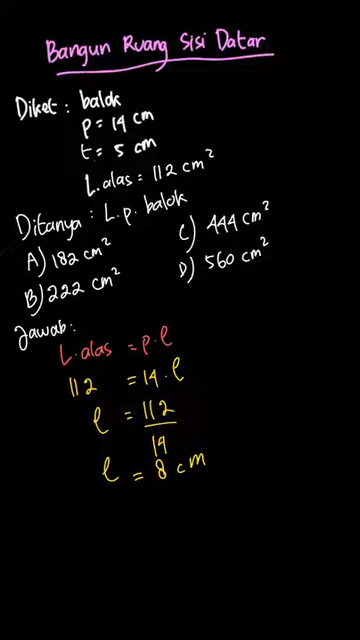 Bangun Ruang Sisi Datar
Diket : balok
p = 14 cm
t = 5 cm
L.alas = 112 cm²
Ditanya : L.p. balok
A) 182 cm²
B) 222 cm²
C) 444 cm²
D) 560 cm²
Jawab :
L.alas = p.l
112 = 14.l
l = 112
14
l = 8 cm